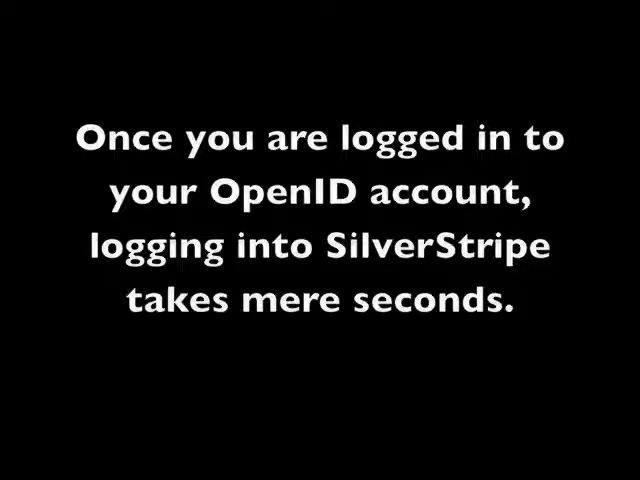 Once you are logged in to
your OpenID account,
logging into SilverStripe
takes mere seconds.